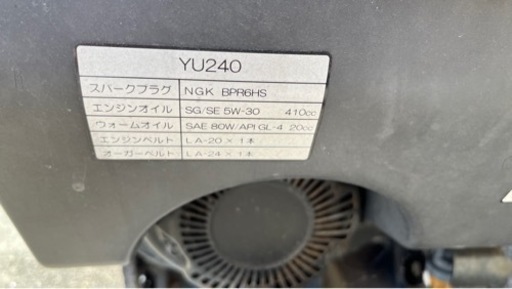 YU240
スパークプラグ NGK BPR6HS
エンジンオイル SG/SE 5W-30 410cc
ウォームオイル SAE 80W/API GL-4 20cc
エンジンベルト LA-20×1本
オーガーベルト LA-24×1本